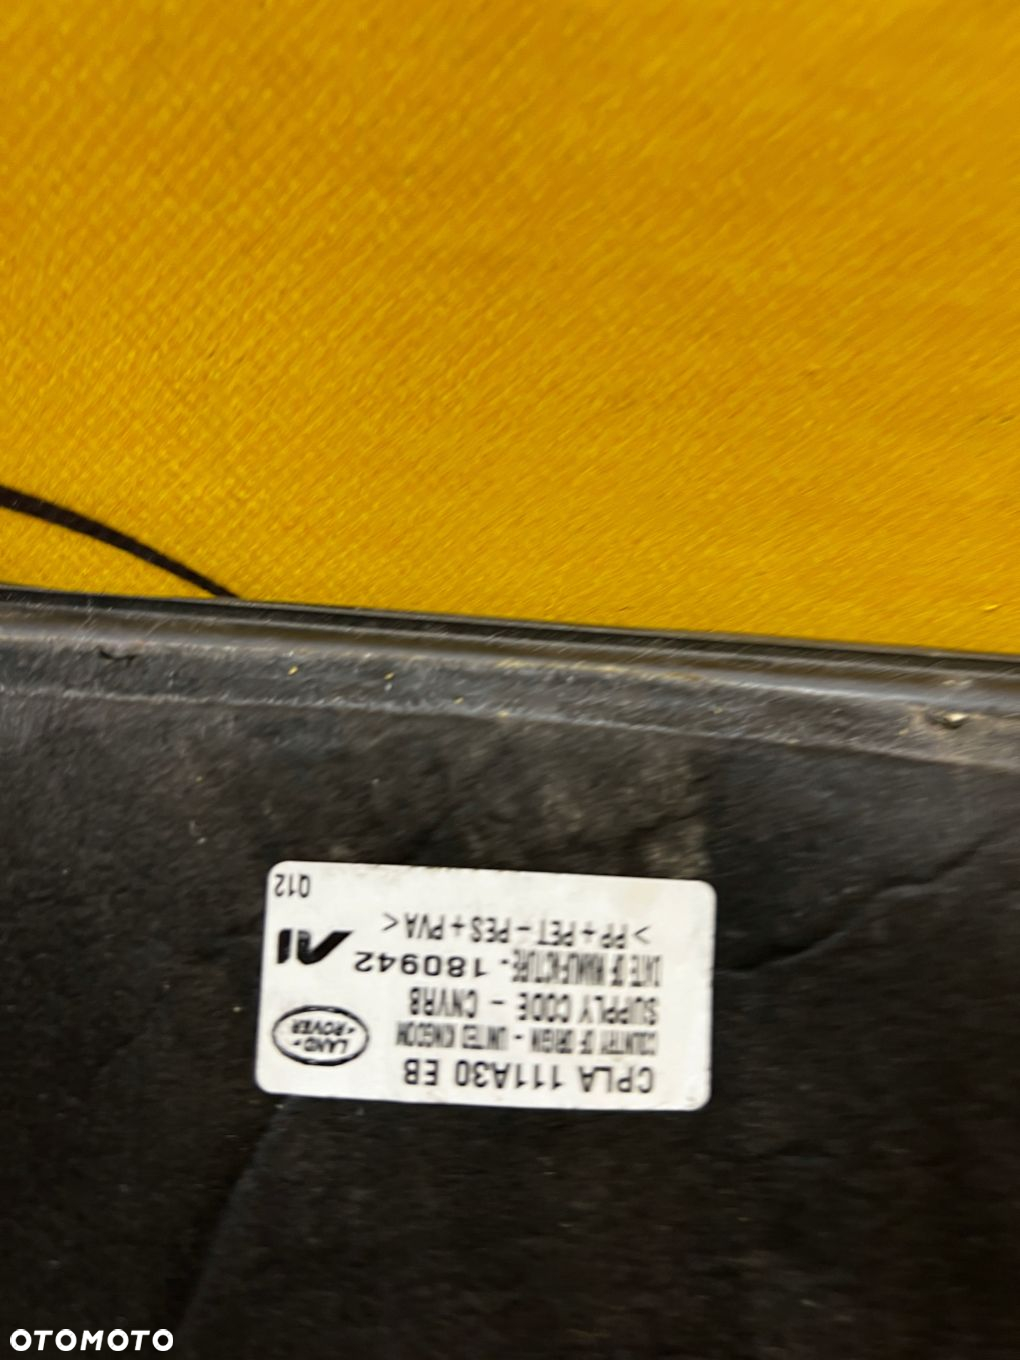 CPLA 111A30 EB
COUNTRY OF ORIGIN - UNITED KINGDOM
SUPPLY CODE - CNVRB
DATE OF MANUFACTURE - 180942
>PP+PET-PES+PVA<
LAND-
ROVER
Q12
OTOMOTO